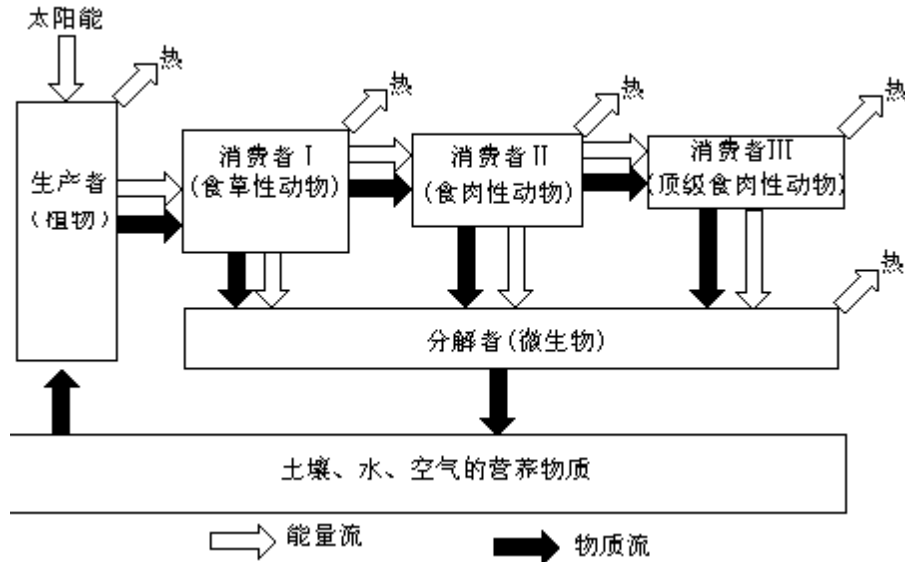 太阳能
热
热
热
热
生产者
(植物)
消费者 I
(食草性动物)
消费者 II
(食肉性动物)
消费者III
(顶级食肉性动物)
热
分解者(微生物)
土壤、水、空气的营养物质
能量流
物质流